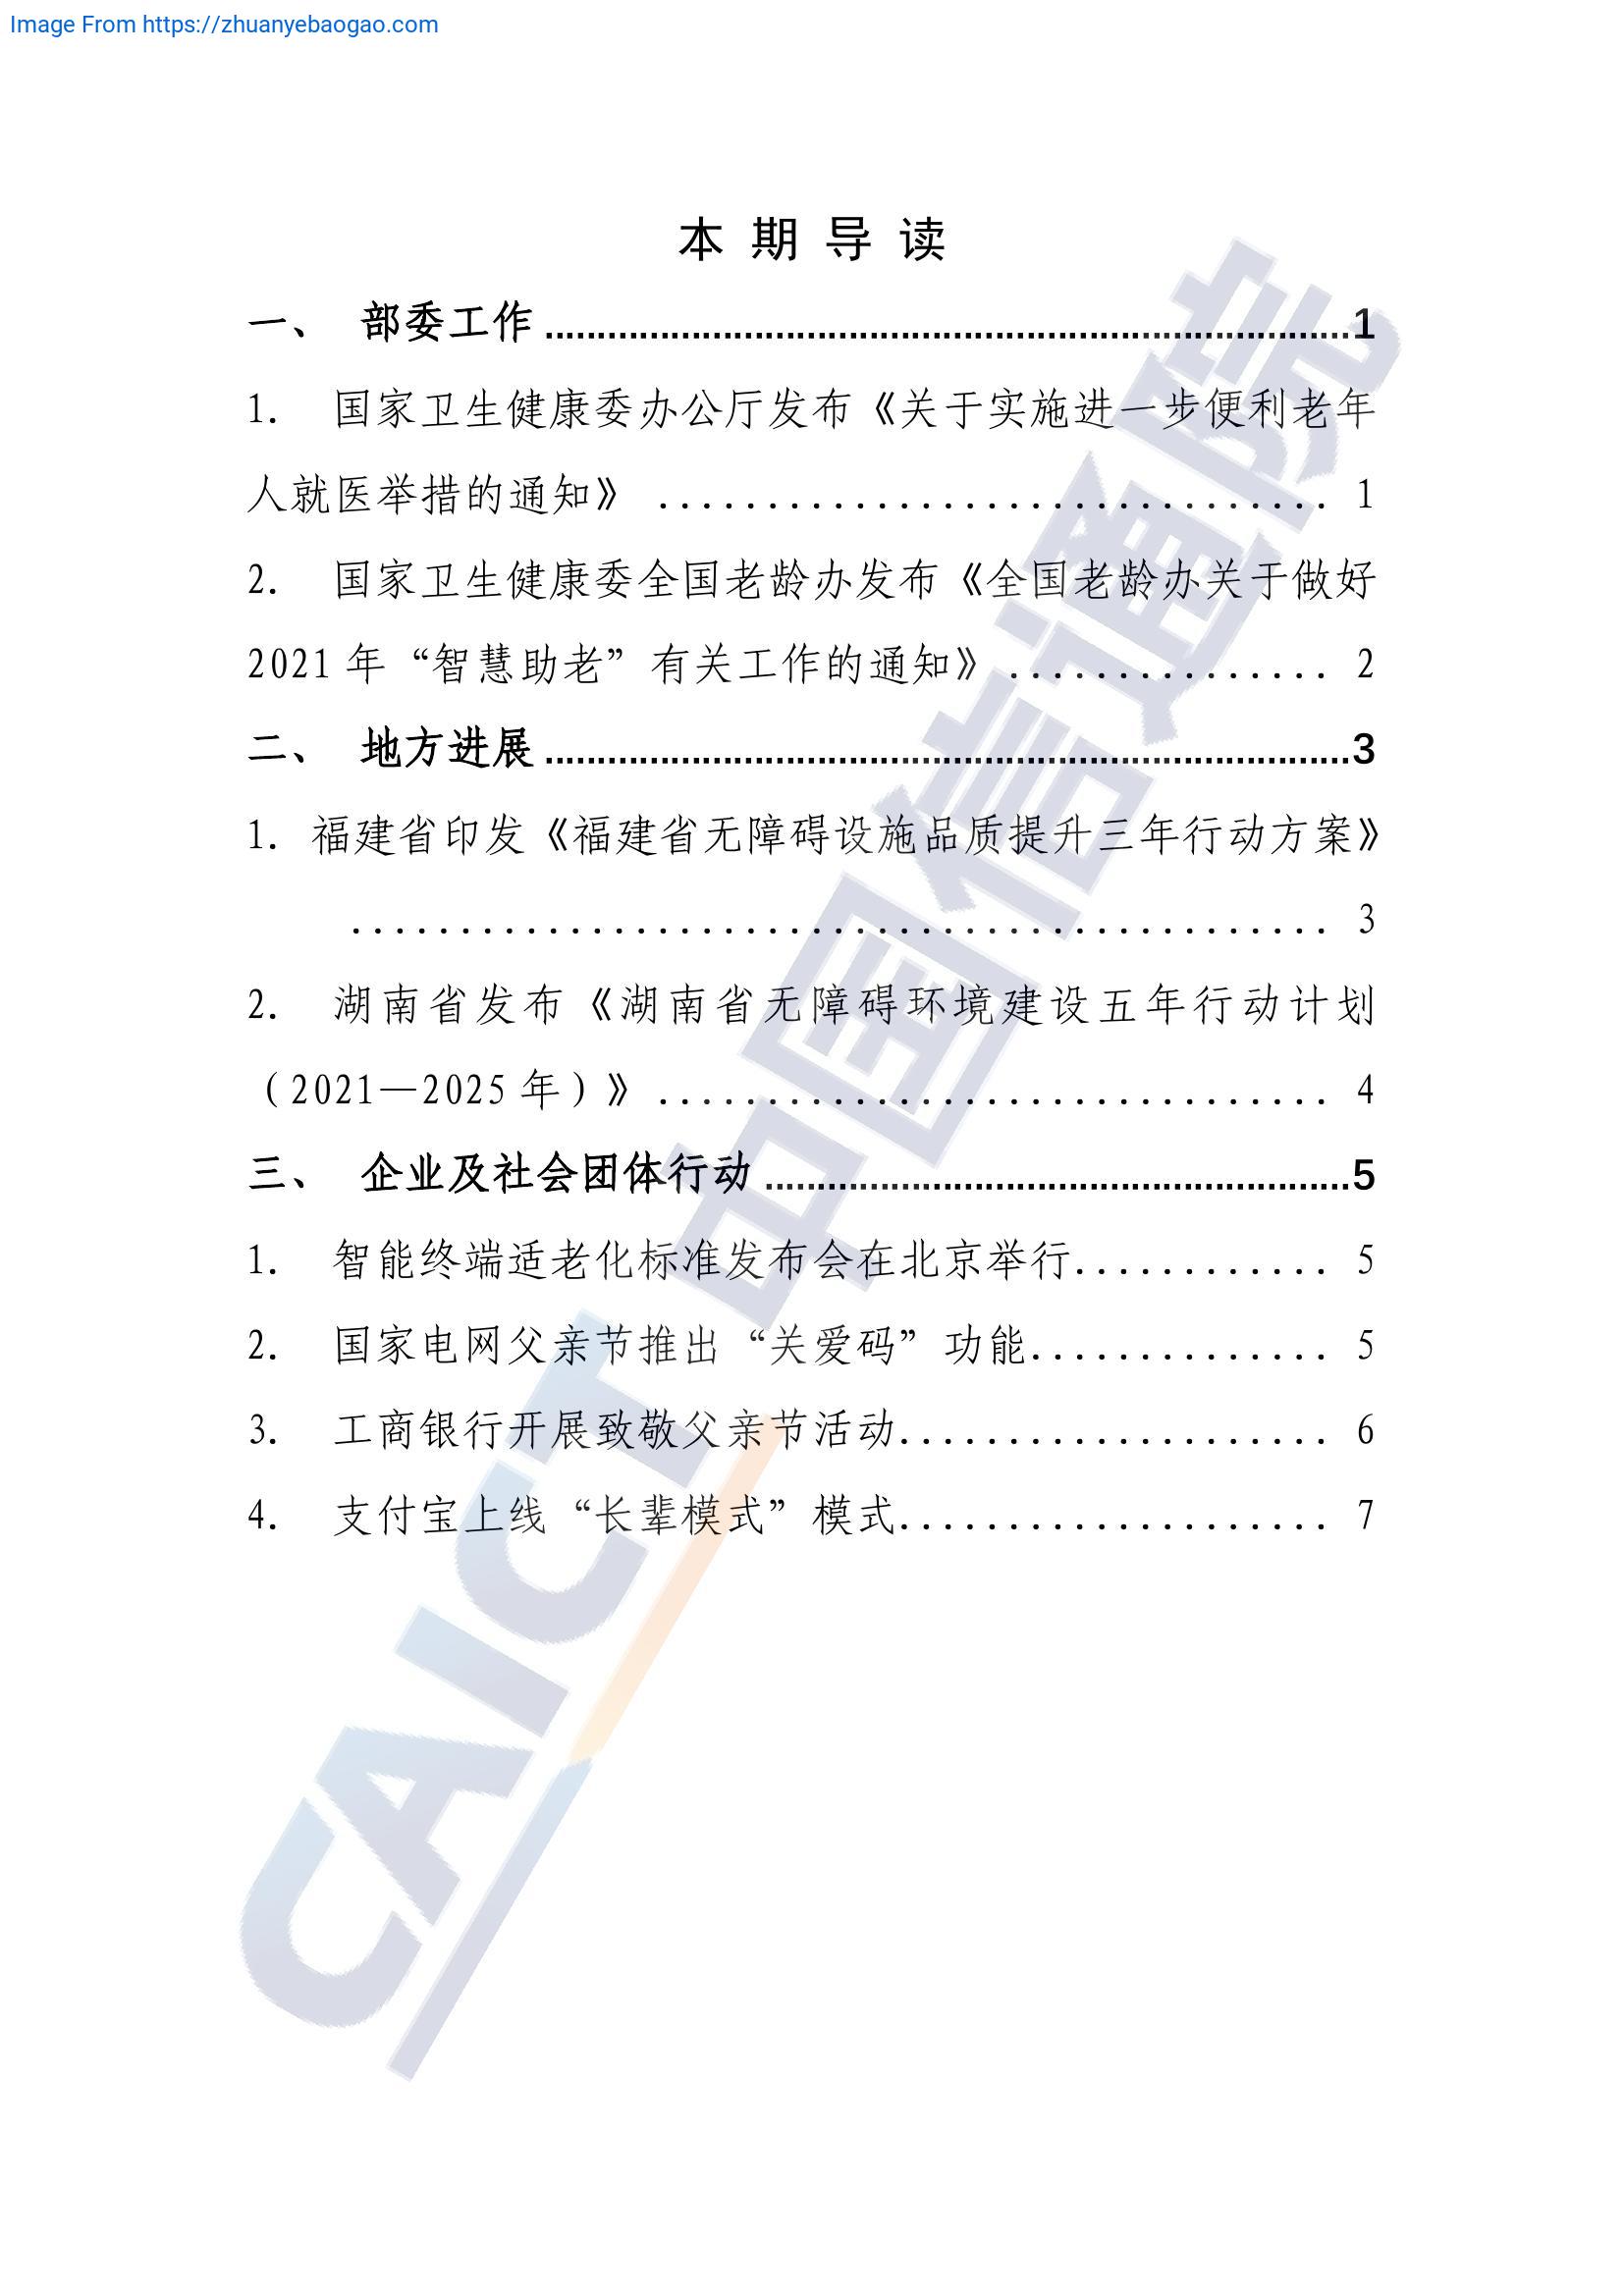 Image From https://zhuanyebaogao.com
本期导读
一、 部委工作 ........................................................................ 1
1. 国家卫生健康委办公厅发布《关于实施进一步便利老年
人就医举措的通知》 ............................... 1
2. 国家卫生健康委全国老龄办发布《全国老龄办关于做好
2021 年“智慧助老”有关工作的通知》 ............... 2
二、 地方进展 ........................................................................ 3
1. 福建省印发《福建省无障碍设施品质提升三年行动方案》
............................................. 3
2. 湖南省发布《湖南省无障碍环境建设五年行动计划
（2021—2025 年）》 ............................... 4
三、 企业及社会团体行动 .................................................... 5
1. 智能终端适老化标准发布会在北京举行............ 5
2. 国家电网父亲节推出“关爱码”功能.............. 5
3. 工商银行开展致敬父亲节活动.................... 6
4. 支付宝上线“长辈模式”模式.................... 7
CAICT 中国信通院